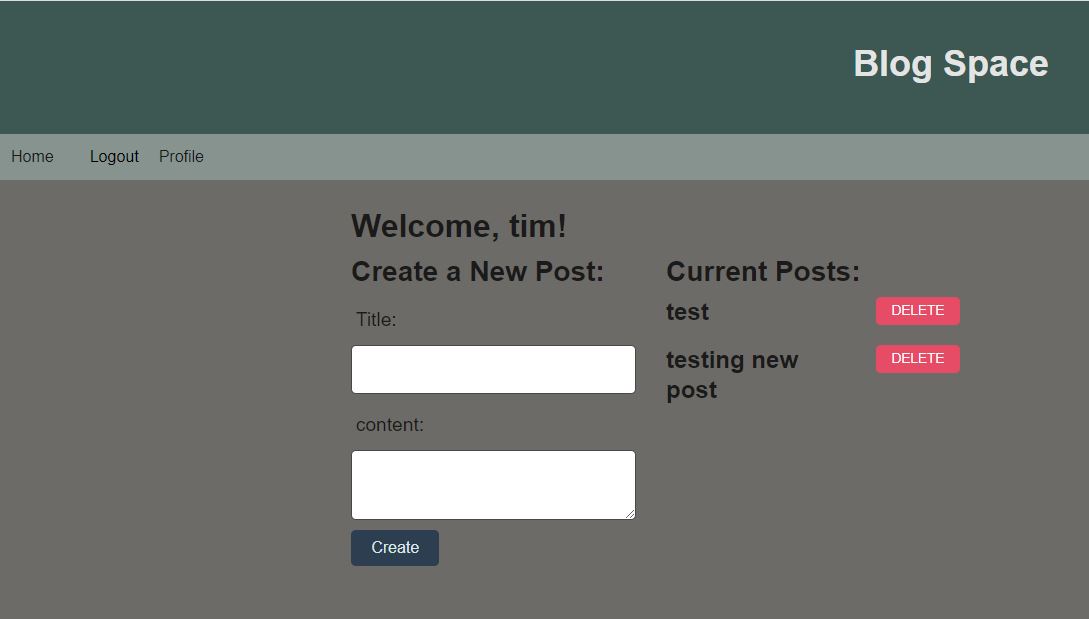 Blog Space
Home Logout Profile
Welcome, tim!
Create a New Post:
Title:
content:
Create
Current Posts:
test DELETE
testing new DELETE
post